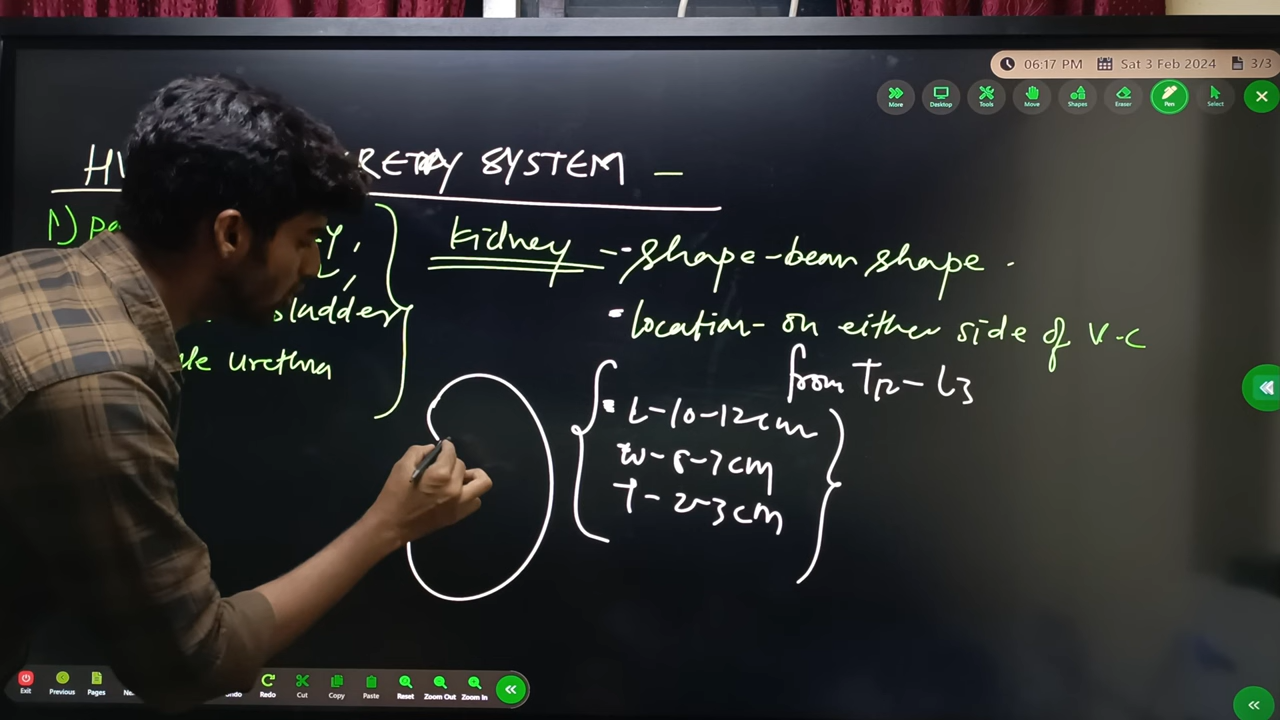 06:17 PM Sat 3 Feb 2024 3/3
More Desktop Tools Move Shapes Eraser Pen Select
SYSTEM –
1)
kidney – • shape – bean shape .
bladder
• location – on either side of V.C
urethra
from T12 – L3
• L – 10 – 12 cm
W – 5 – 7 cm
T – 2 – 3 cm
Exit Previous Pages Redo Cut Copy Paste Reset Zoom Out Zoom In